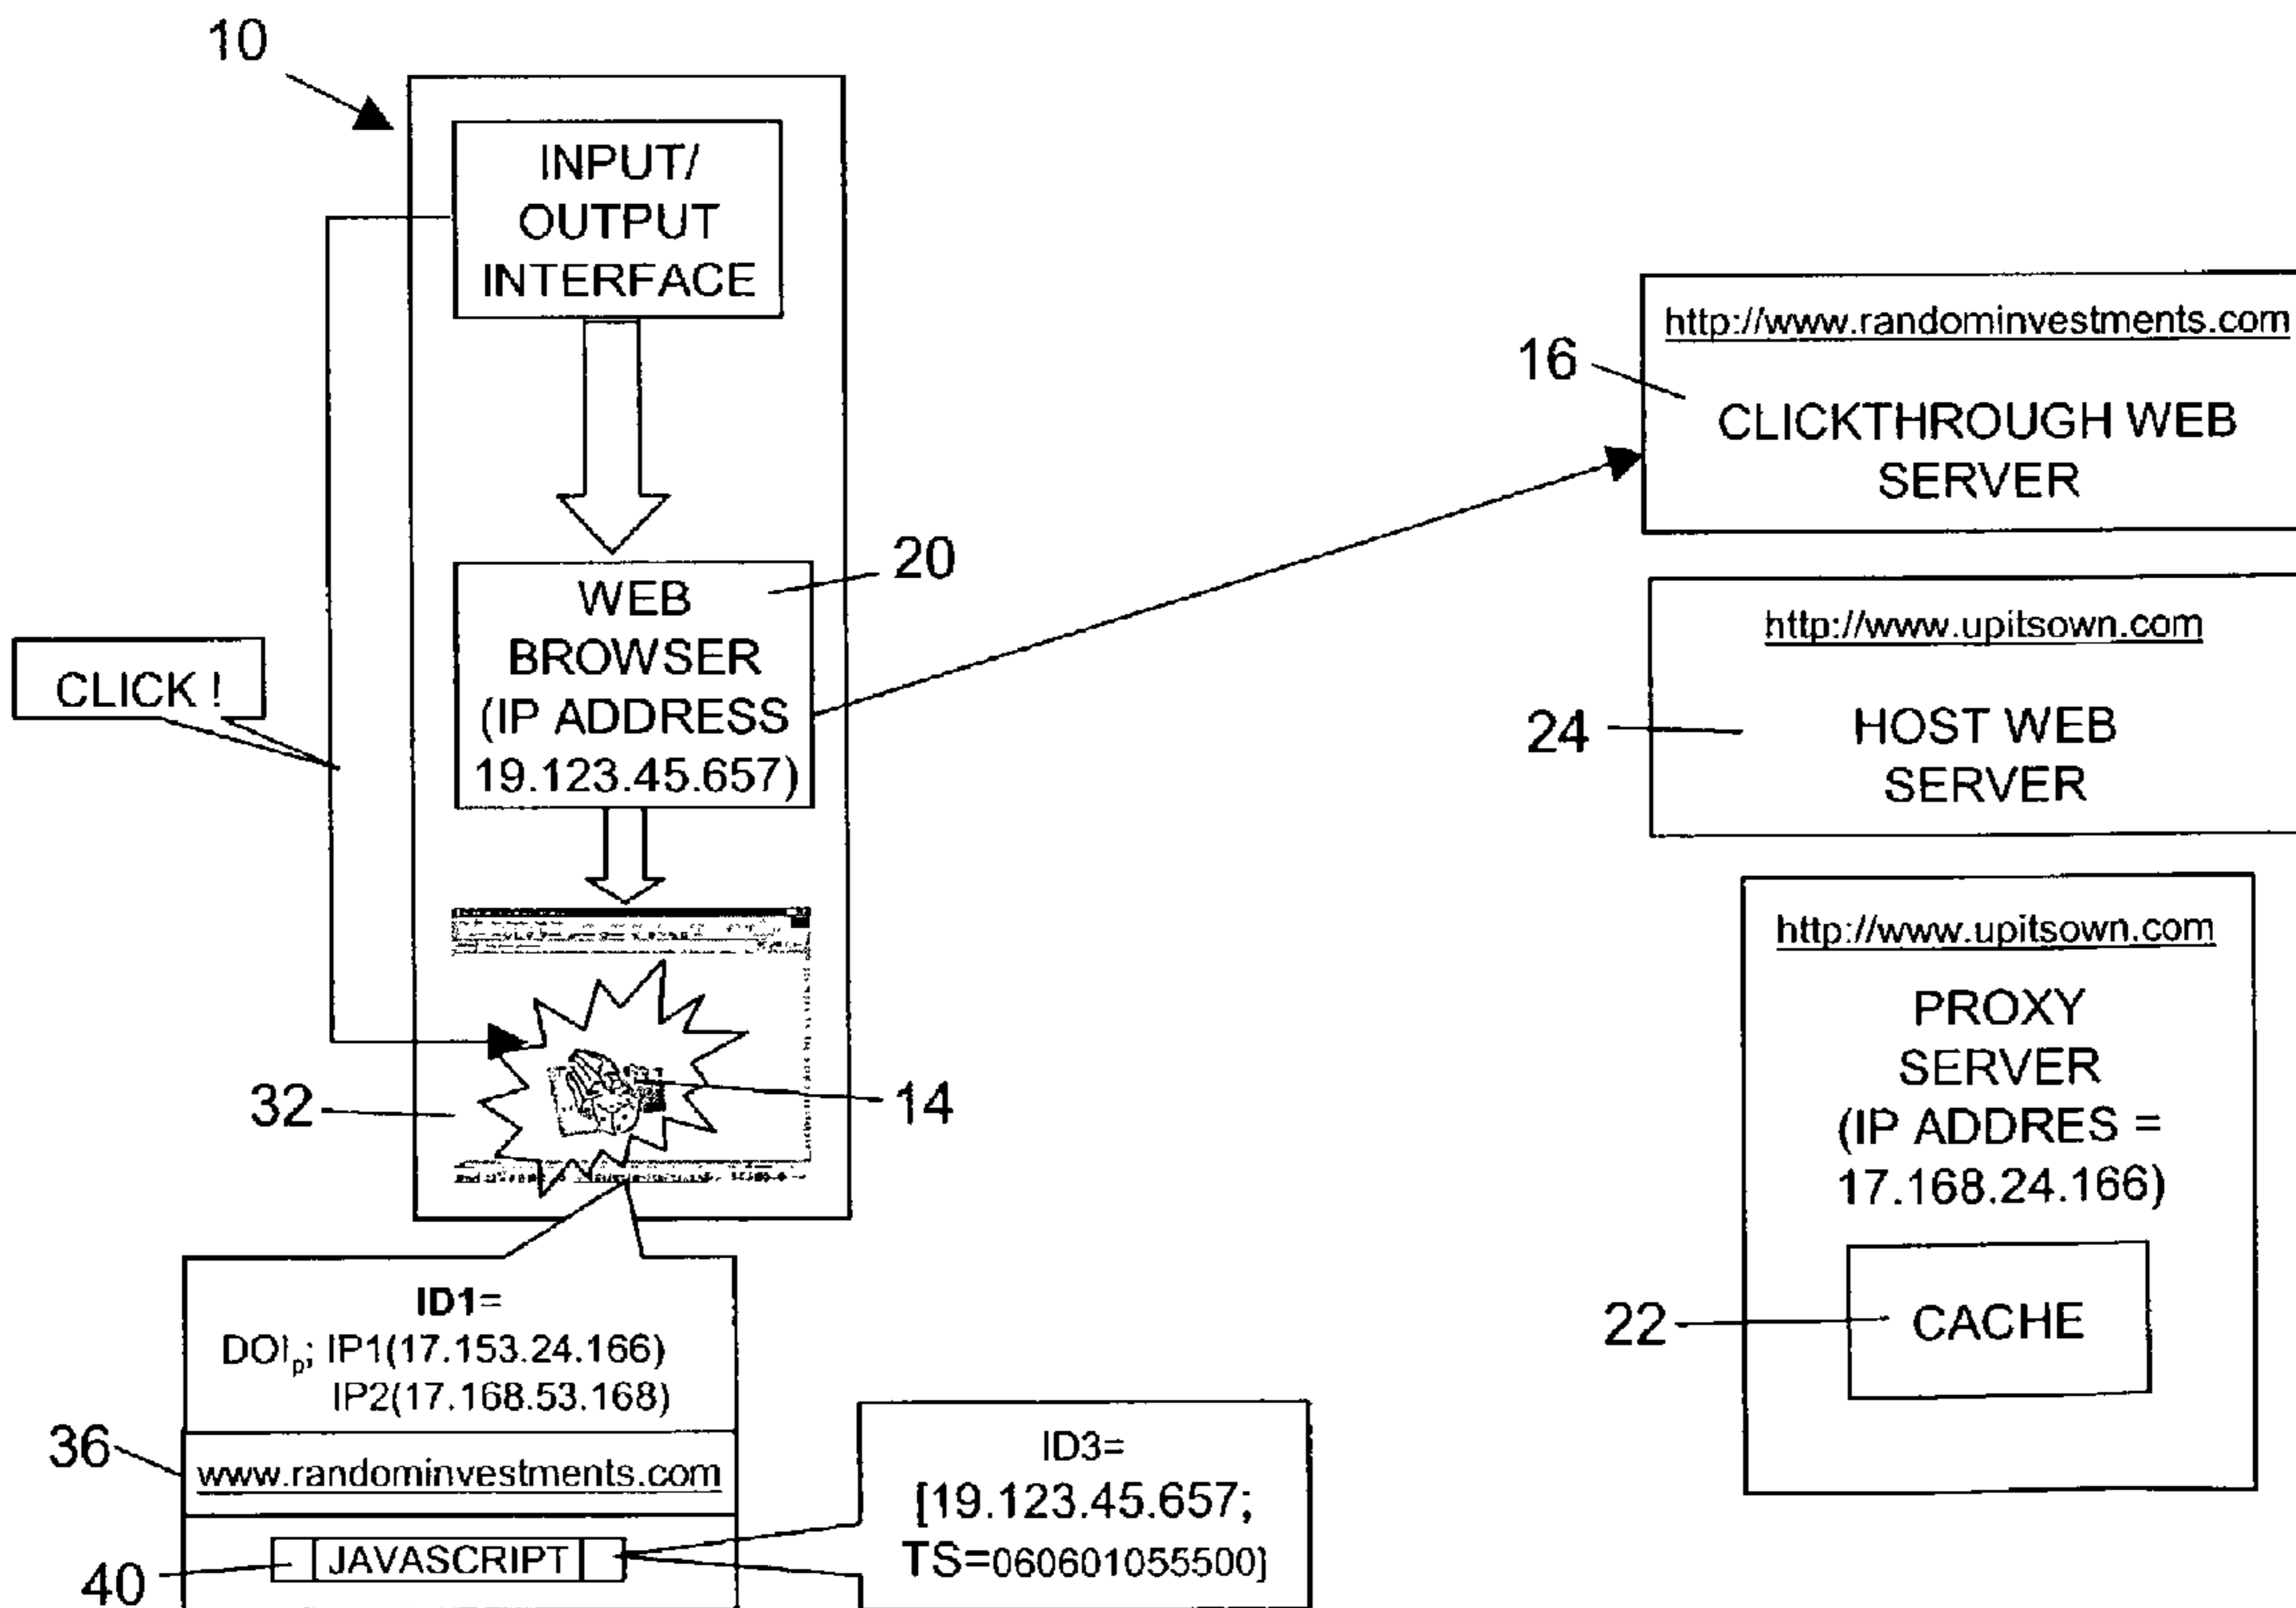 10
INPUT/
OUTPUT
INTERFACE
http://www.randominvestments.com
16
CLICKTHROUGH WEB
SERVER
20
WEB
BROWSER
(IP ADDRESS
19.123.45.657)
CLICK !
http://www.upitsown.com
24
HOST WEB
SERVER
http://www.upitsown.com
PROXY
SERVER
(IP ADDRES =
17.168.24.166)
22
CACHE
32
14
ID1=
DOIp; IP1(17.153.24.166)
IP2(17.168.53.168)
36
www.randominvestments.com
40
JAVASCRIPT
ID3=
[19.123.45.657;
TS=060601055500]